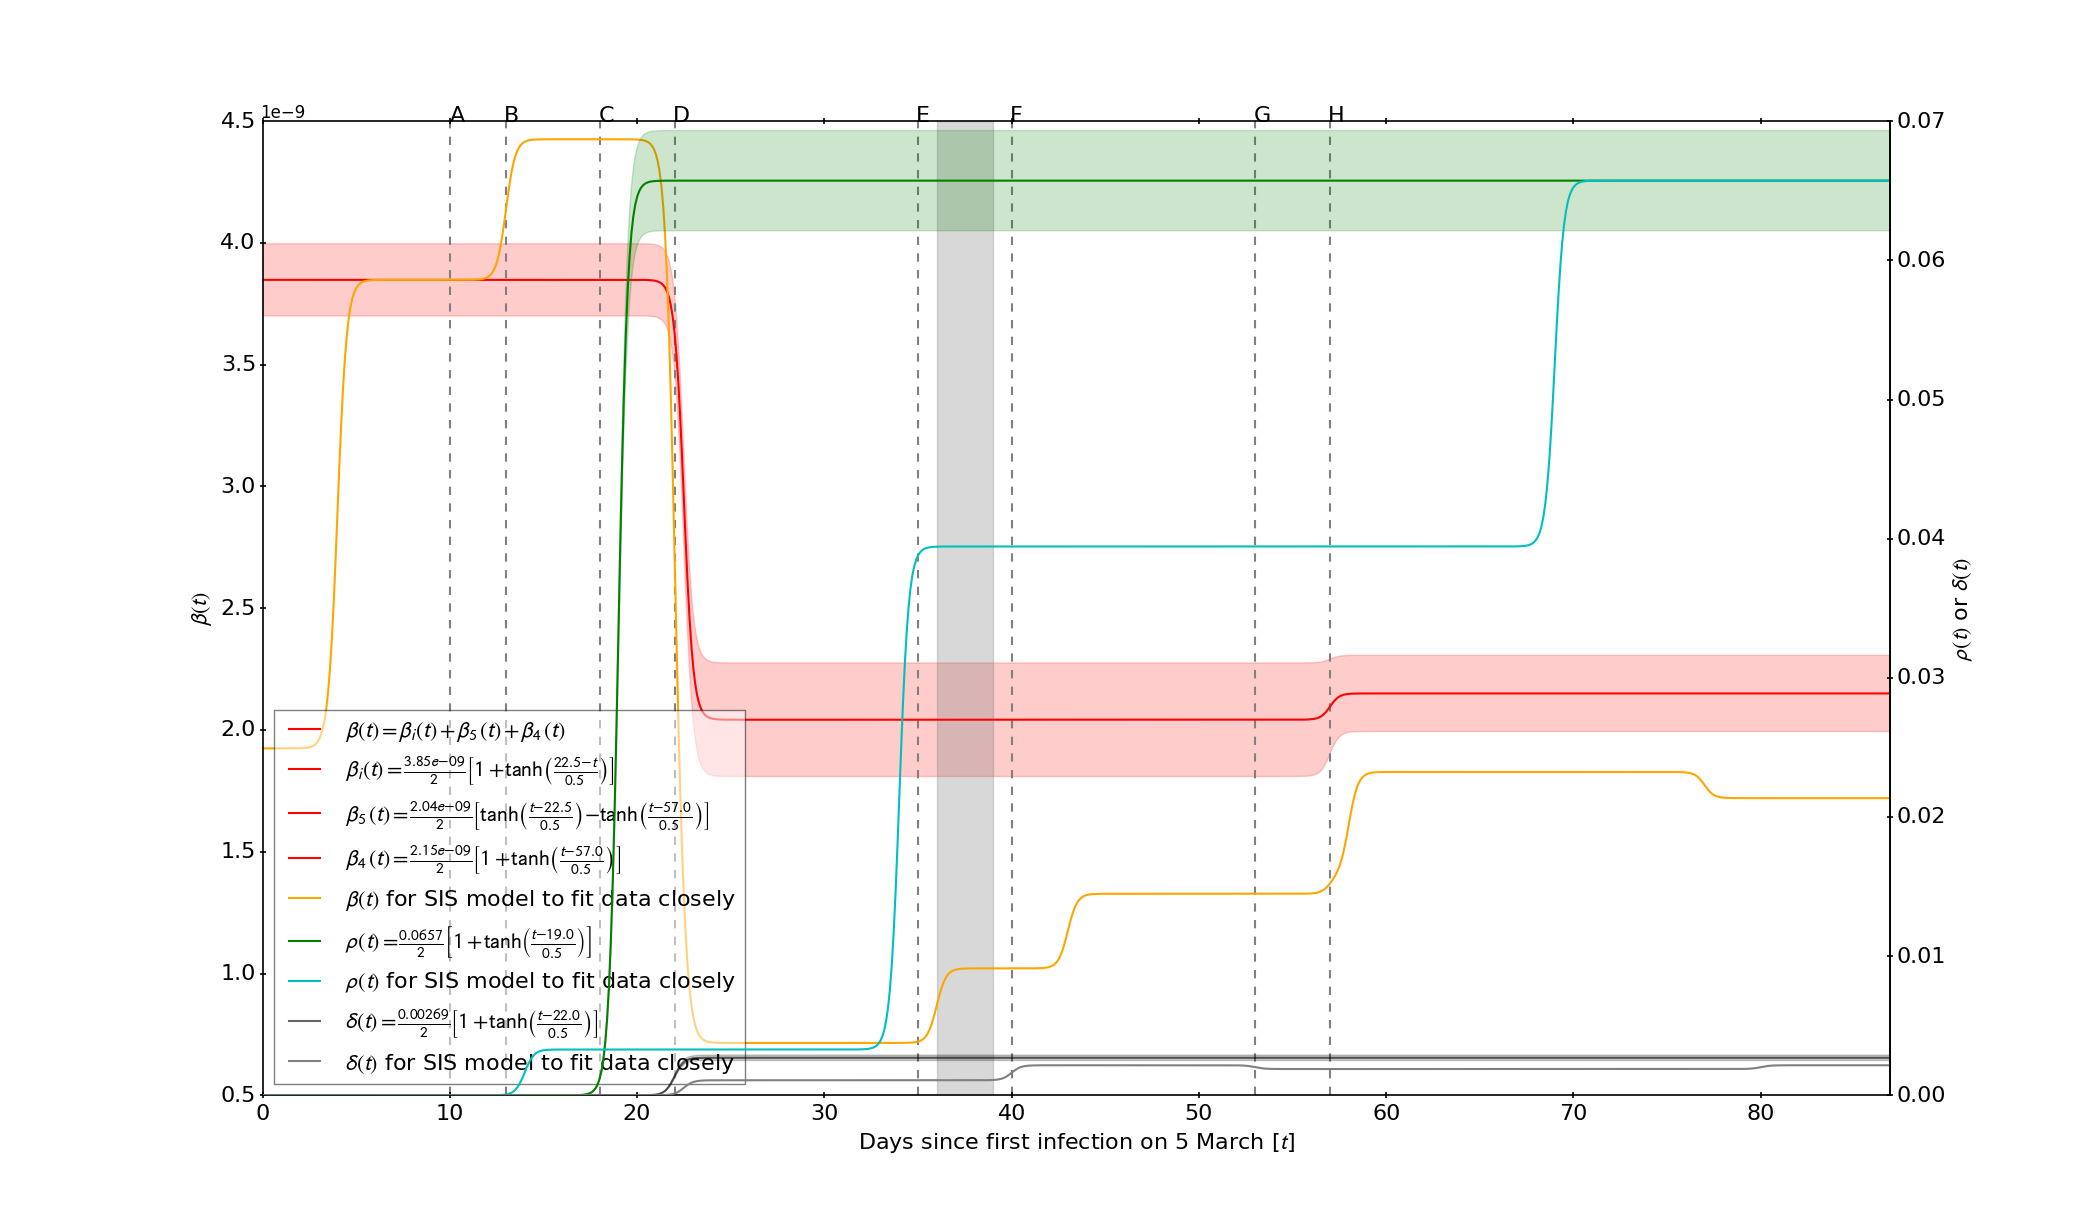 A B C D E F G H
1e−9
4.5
4.0
3.5
3.0
2.5
2.0
1.5
1.0
0.5
β(t)
0.07
0.06
0.05
0.04
0.03
0.02
0.01
0.00
ρ(t) or δ(t)
β(t)=βi(t)+β5(t)+β4(t)
βi(t)=3.85e−09/2[1+tanh(22.5−t/0.5)]
β5(t)=2.04e+09/2[tanh(t−22.5/0.5)−tanh(t−57.0/0.5)]
β4(t)=2.15e−09/2[1+tanh(t−57.0/0.5)]
β(t) for SIS model to fit data closely
ρ(t)=0.0657/2[1+tanh(t−19.0/0.5)]
ρ(t) for SIS model to fit data closely
δ(t)=0.00269/2[1+tanh(t−22.0/0.5)]
δ(t) for SIS model to fit data closely
0 10 20 30 40 50 60 70 80
Days since first infection on 5 March [t]